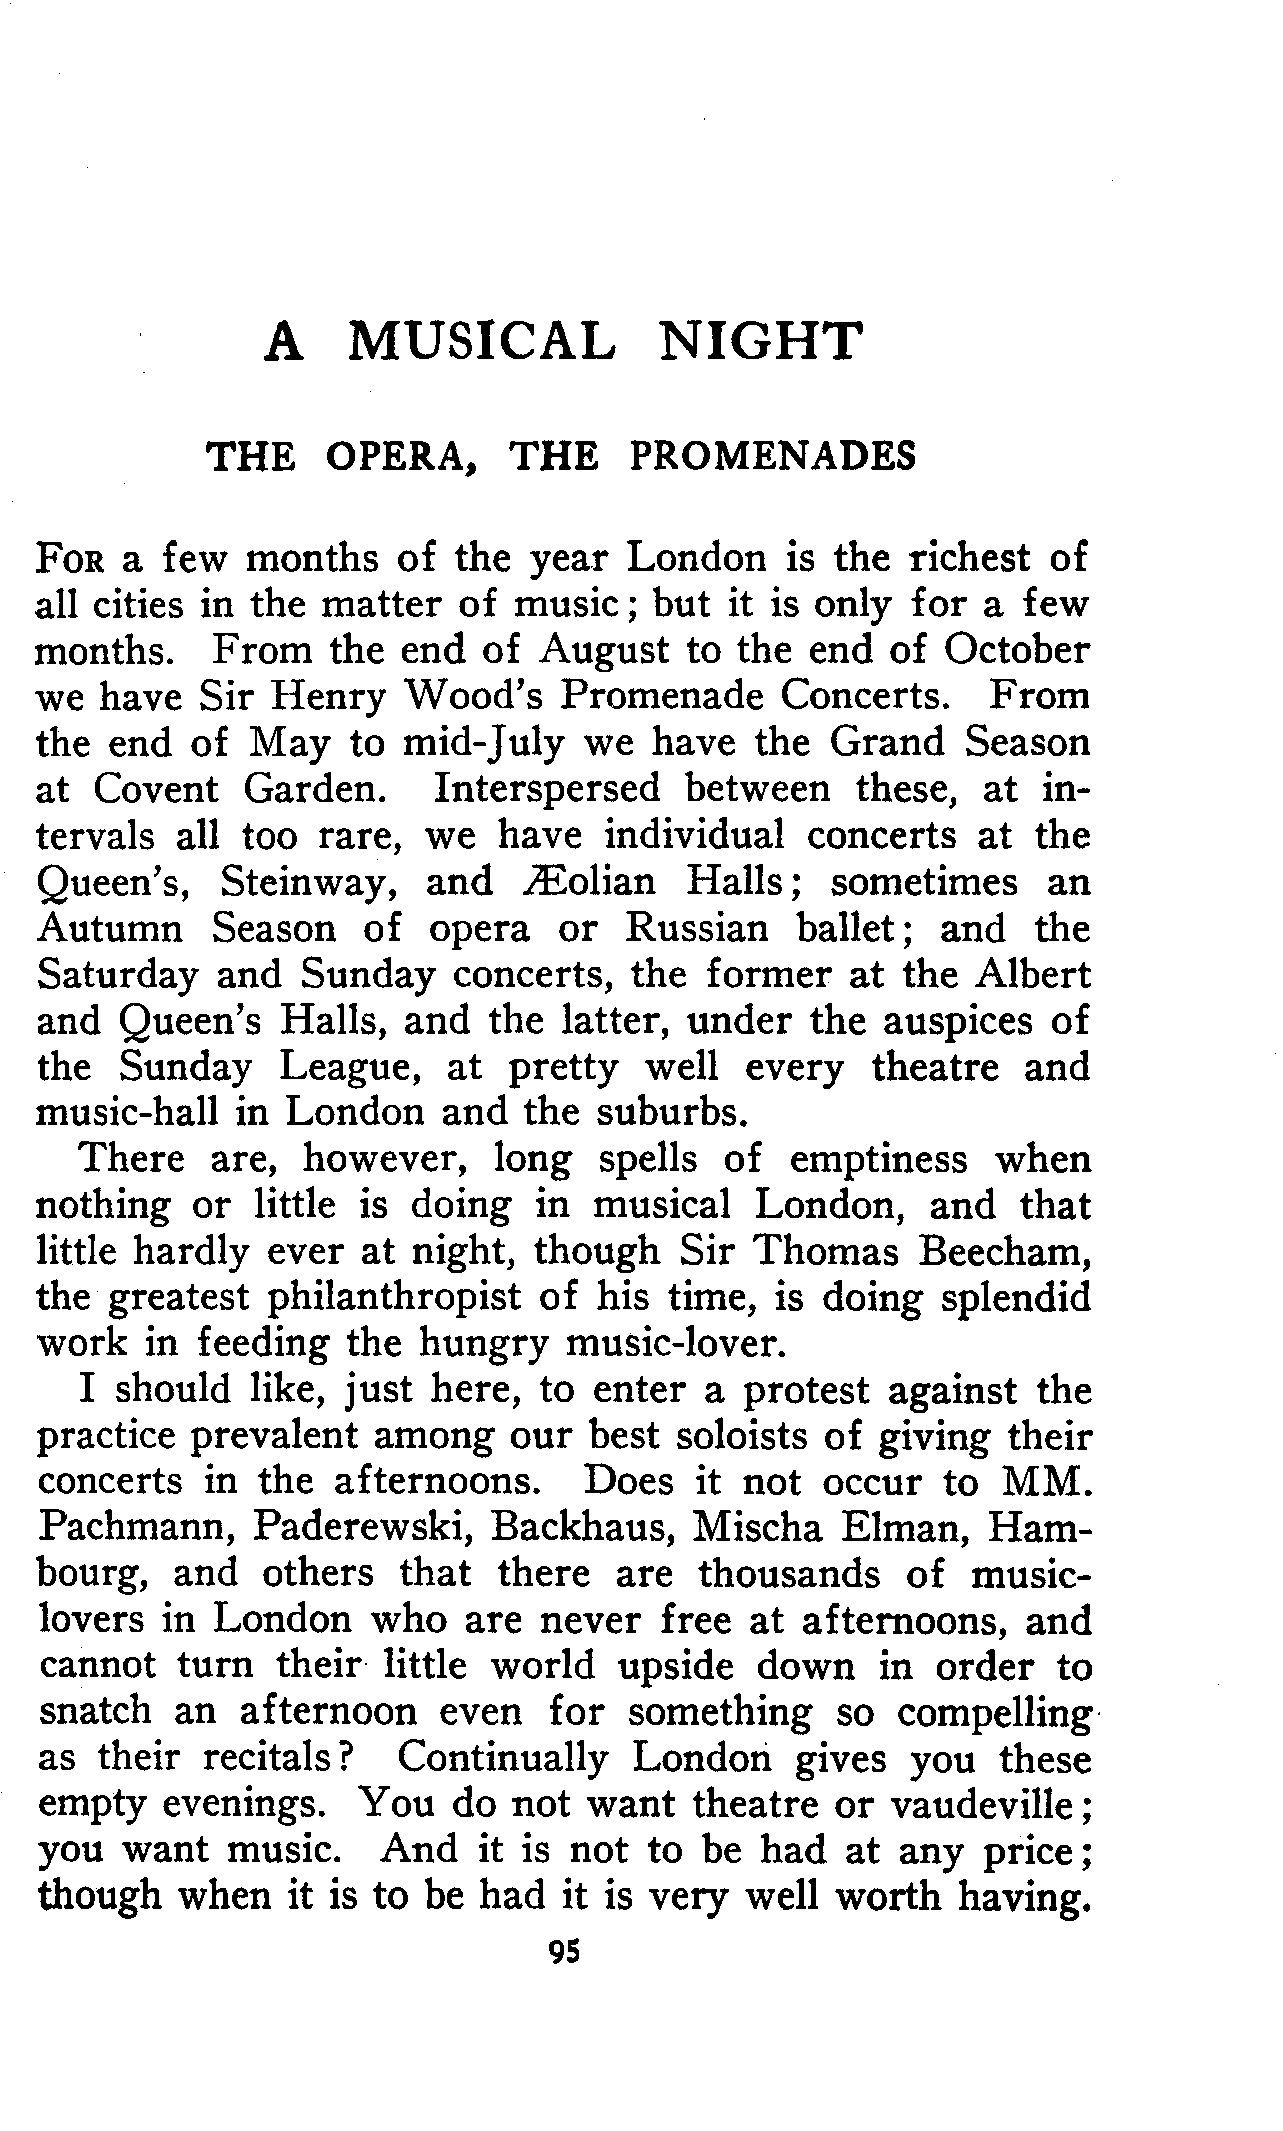 A MUSICAL NIGHT
THE OPERA, THE PROMENADES
FOR a few months of the year London is the richest of
all cities in the matter of music; but it is only for a few
months. From the end of August to the end of October
we have Sir Henry Wood's Promenade Concerts. From
the end of May to mid-July we have the Grand Season
at Covent Garden. Interspersed between these, at in-
tervals all too rare, we have individual concerts at the
Queen's, Steinway, and Æolian Halls; sometimes an
Autumn Season of opera or Russian ballet; and the
Saturday and Sunday concerts, the former at the Albert
and Queen's Halls, and the latter, under the auspices of
the Sunday League, at pretty well every theatre and
music-hall in London and the suburbs.
There are, however, long spells of emptiness when
nothing or little is doing in musical London, and that
little hardly ever at night, though Sir Thomas Beecham,
the greatest philanthropist of his time, is doing splendid
work in feeding the hungry music-lover.
I should like, just here, to enter a protest against the
practice prevalent among our best soloists of giving their
concerts in the afternoons. Does it not occur to MM.
Pachmann, Paderewski, Backhaus, Mischa Elman, Ham-
bourg, and others that there are thousands of music-
lovers in London who are never free at afternoons, and
cannot turn their little world upside down in order to
snatch an afternoon even for something so compelling
as their recitals? Continually London gives you these
empty evenings. You do not want theatre or vaudeville;
you want music. And it is not to be had at any price;
though when it is to be had it is very well worth having.
95